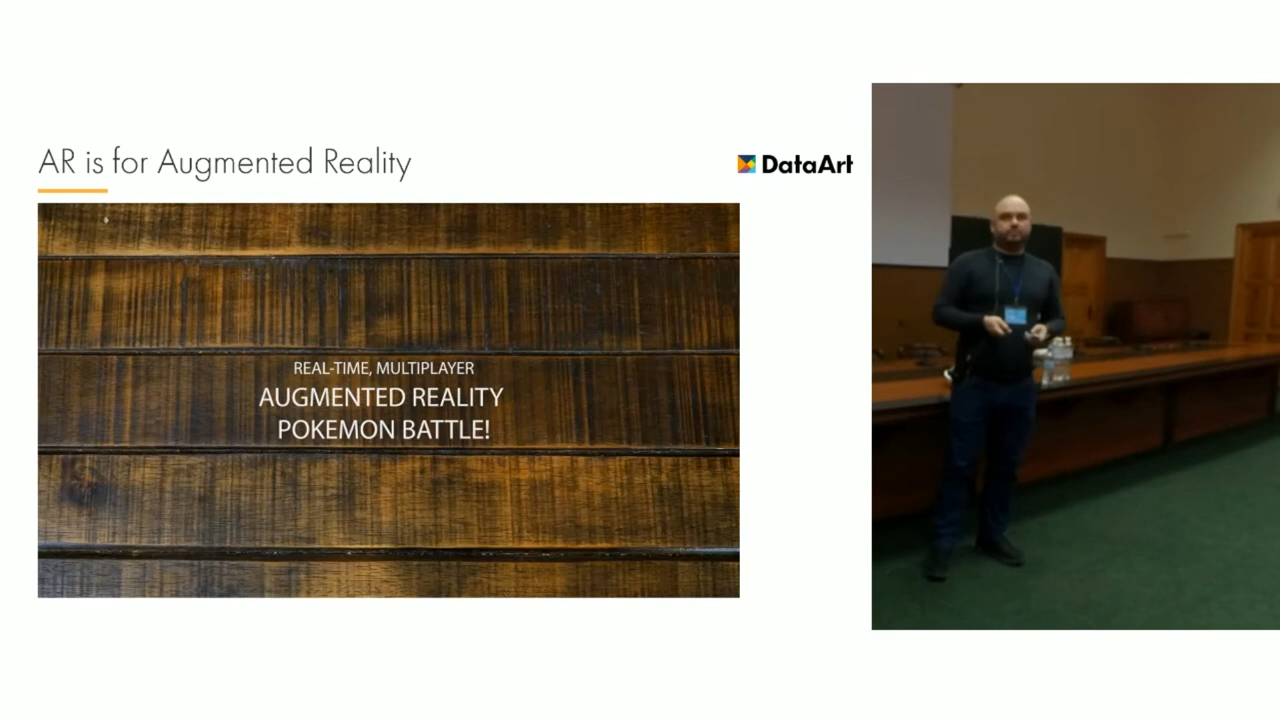 AR is for Augmented Reality
DataArt
REAL-TIME, MULTIPLAYER
AUGMENTED REALITY
POKEMON BATTLE!